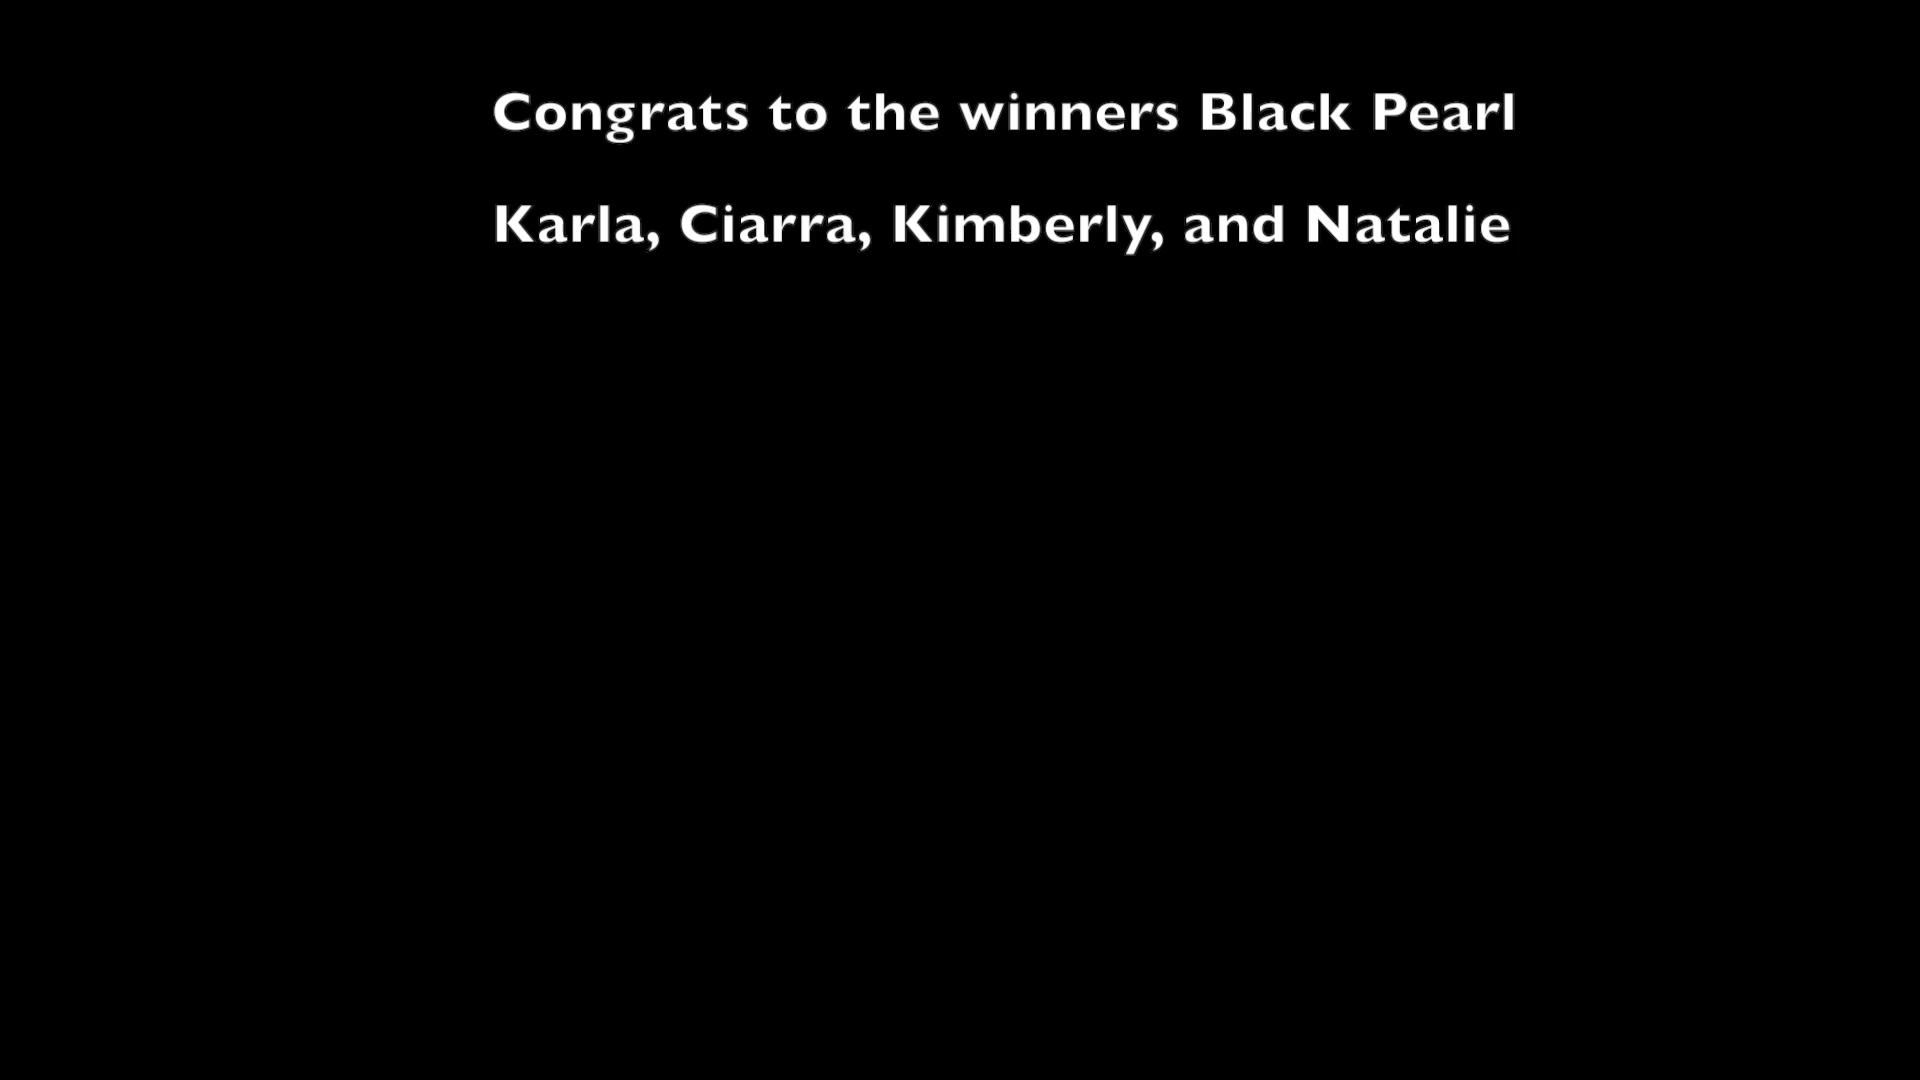 Congrats to the winners Black Pearl
Karla, Ciarra, Kimberly, and Natalie